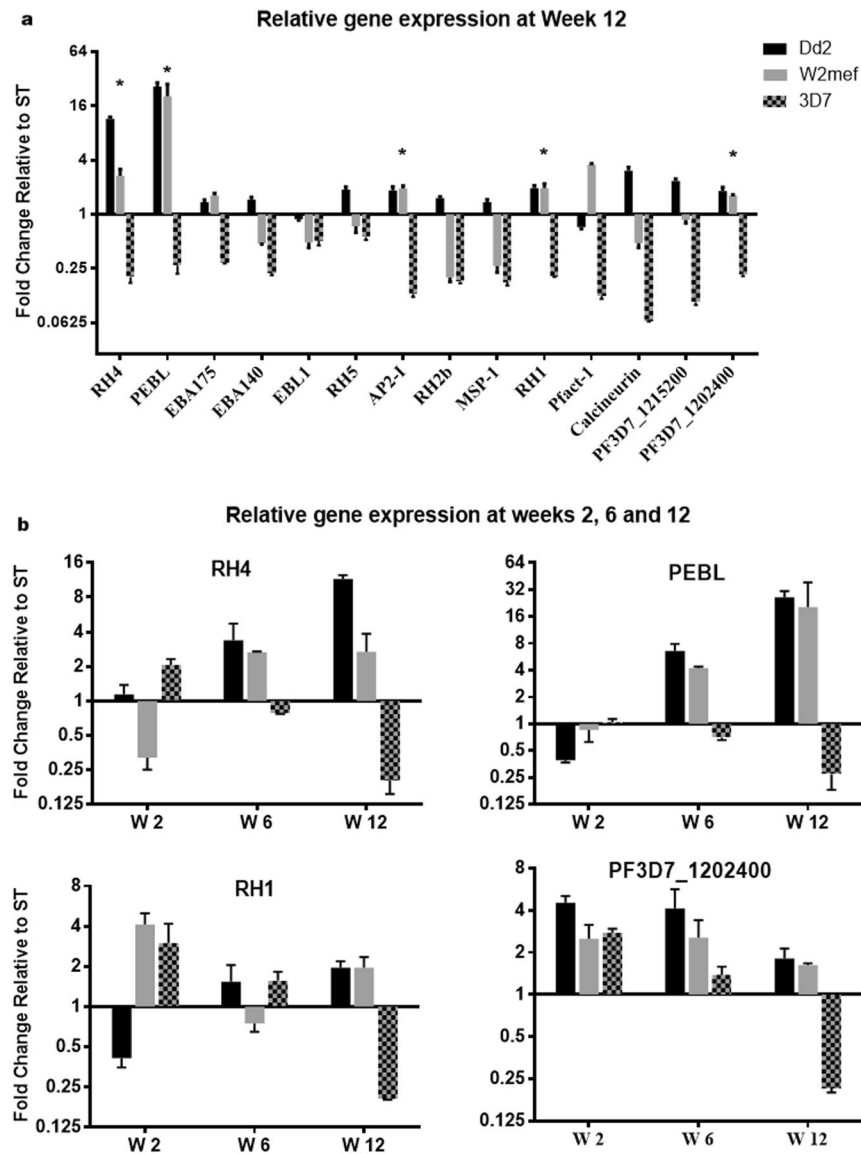 a
Relative gene expression at Week 12
Fold Change Relative to ST
64
16
4
1
0.25
0.0625
* * * * *
Dd2
W2mef
3D7
RH4
PEBL
EBA175
EBA140
EBL1
RH5
AP2-1
RH2b
MSP-1
RH1
Pfact-1
Calcineurin
PF3D7_1215200
PF3D7_1202400
b
Relative gene expression at weeks 2, 6 and 12
RH4
Fold Change Relative to ST
16
8
4
2
1
0.5
0.25
0.125
W 2 W 6 W 12
PEBL
64
32
16
8
4
2
1
0.5
0.25
0.125
W 2 W 6 W 12
RH1
Fold Change Relative to ST
8
4
2
1
0.5
0.25
0.125
W 2 W 6 W 12
PF3D7_1202400
8
4
2
1
0.5
0.25
0.125
W 2 W 6 W 12